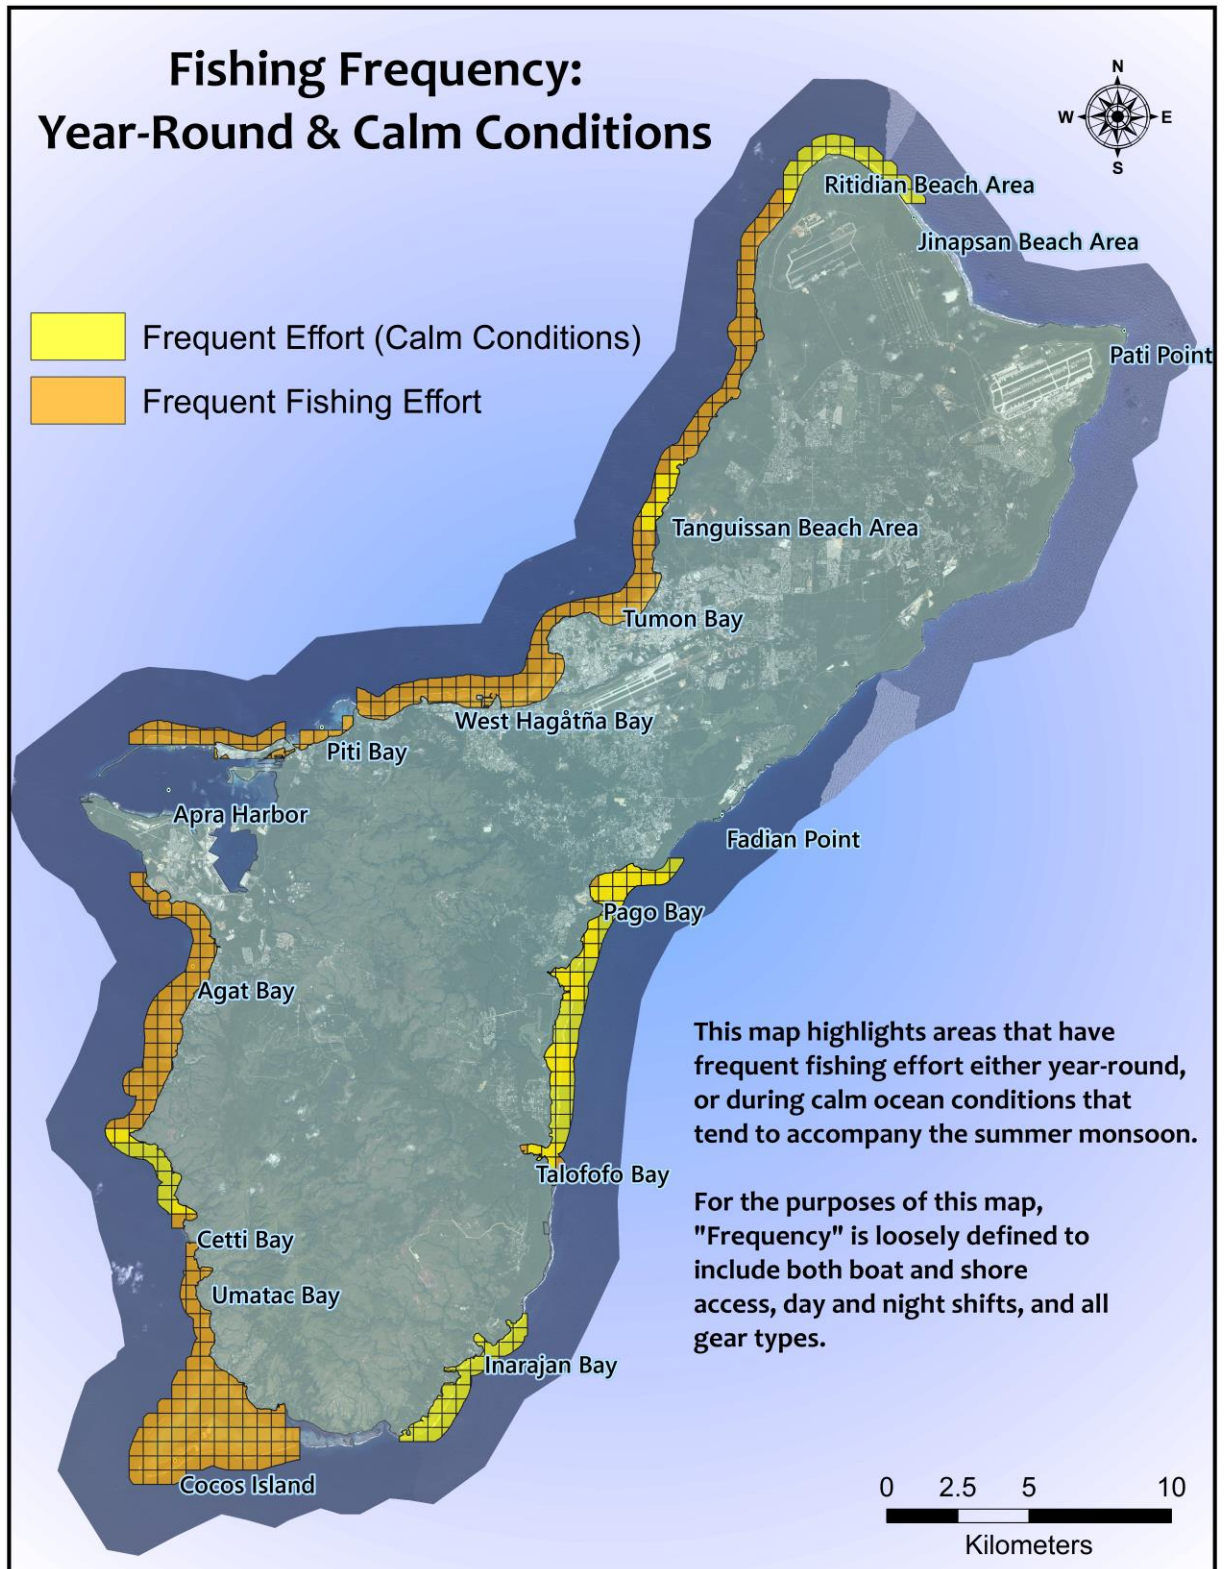 Fishing Frequency:
Year-Round & Calm Conditions
N
W E
S
Ritidian Beach Area
Jinapsan Beach Area
Frequent Effort (Calm Conditions)
Pati Point
Frequent Fishing Effort
Tanguissan Beach Area
Tumon Bay
West Hagåtña Bay
Piti Bay
Apra Harbor
Fadian Point
Pago Bay
Agat Bay
This map highlights areas that have
frequent fishing effort either year-round,
or during calm ocean conditions that
tend to accompany the summer monsoon.
Talofofo Bay
For the purposes of this map,
"Frequency" is loosely defined to
include both boat and shore
access, day and night shifts, and all
gear types.
Cetti Bay
Umatac Bay
Inarajan Bay
Cocos Island
0 2.5 5 10
Kilometers